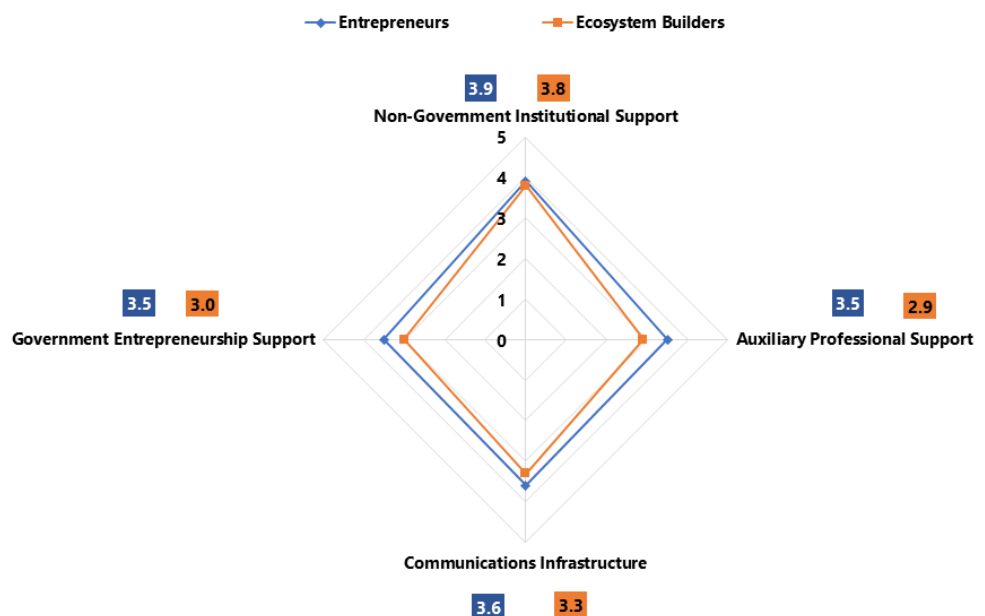 Entrepreneurs Ecosystem Builders
3.9 3.8
Non-Government Institutional Support
5
4
3
2
1
0
3.5 3.0
Government Entrepreneurship Support
3.5 2.9
Auxiliary Professional Support
Communications Infrastructure
3.6 3.3